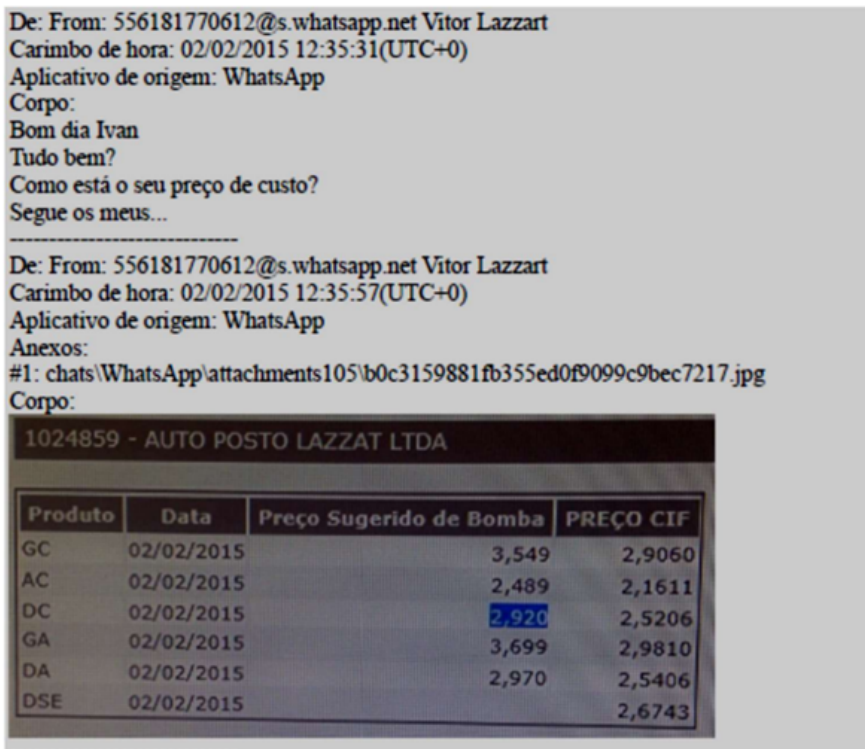 De: From: 556181770612@s.whatsapp.net Vitor Lazzart
Carimbo de hora: 02/02/2015 12:35:31(UTC+0)
Aplicativo de origem: WhatsApp
Corpo:
Bom dia Ivan
Tudo bem?
Como está o seu preço de custo?
Segue os meus...
-----------------------------
De: From: 556181770612@s.whatsapp.net Vitor Lazzart
Carimbo de hora: 02/02/2015 12:35:57(UTC+0)
Aplicativo de origem: WhatsApp
Anexos:
#1: chats\WhatsApp\attachments105\b0c3159881fb355ed0f9099c9bec7217.jpg
Corpo:
1024859 - AUTO POSTO LAZZAT LTDA
Produto Data Preço Sugerido de Bomba PREÇO CIF
GC 02/02/2015 3,549 2,9060
AC 02/02/2015 2,489 2,1611
DC 02/02/2015 2,920 2,5206
GA 02/02/2015 3,699 2,9810
DA 02/02/2015 2,970 2,5406
DSE 02/02/2015 2,6743